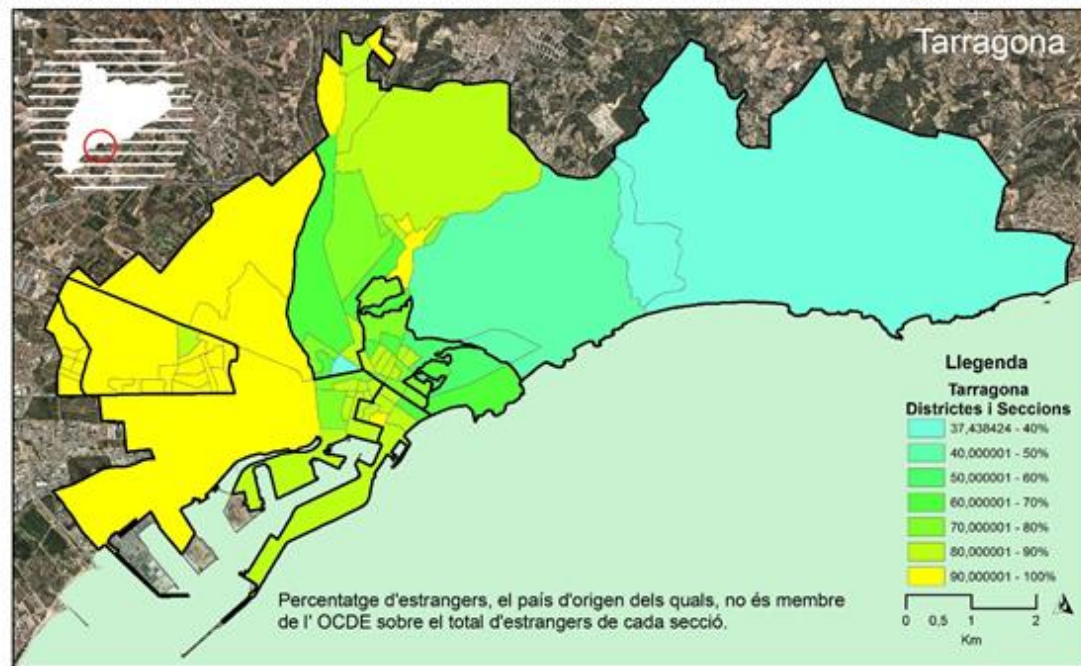 Tarragona
Llegenda
Tarragona
Districtes i Seccions
37,438424 - 40%
40,000001 - 50%
50,000001 - 60%
60,000001 - 70%
70,000001 - 80%
80,000001 - 90%
90,000001 - 100%
Percentatge d'estrangers, el país d'origen dels quals, no és membre
de l' OCDE sobre el total d'estrangers de cada secció.
0 0,5 1 2
Km